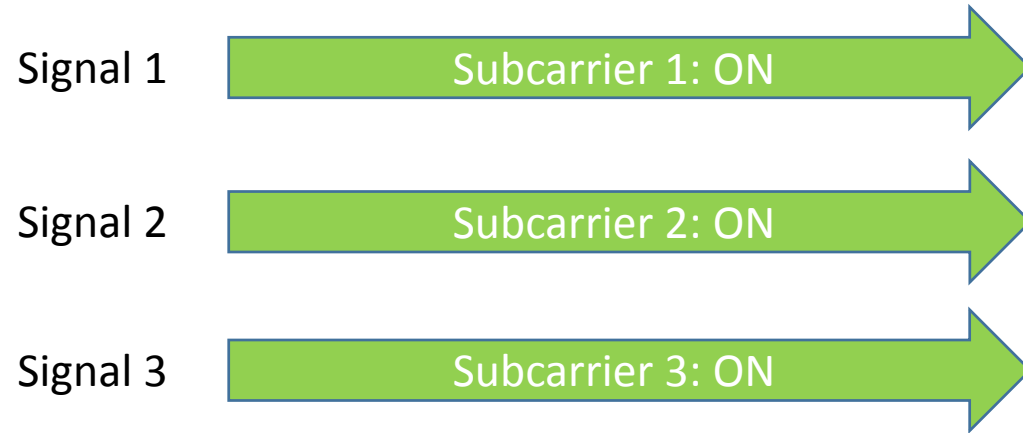 Signal 1 Subcarrier 1: ON
Signal 2 Subcarrier 2: ON
Signal 3 Subcarrier 3: ON